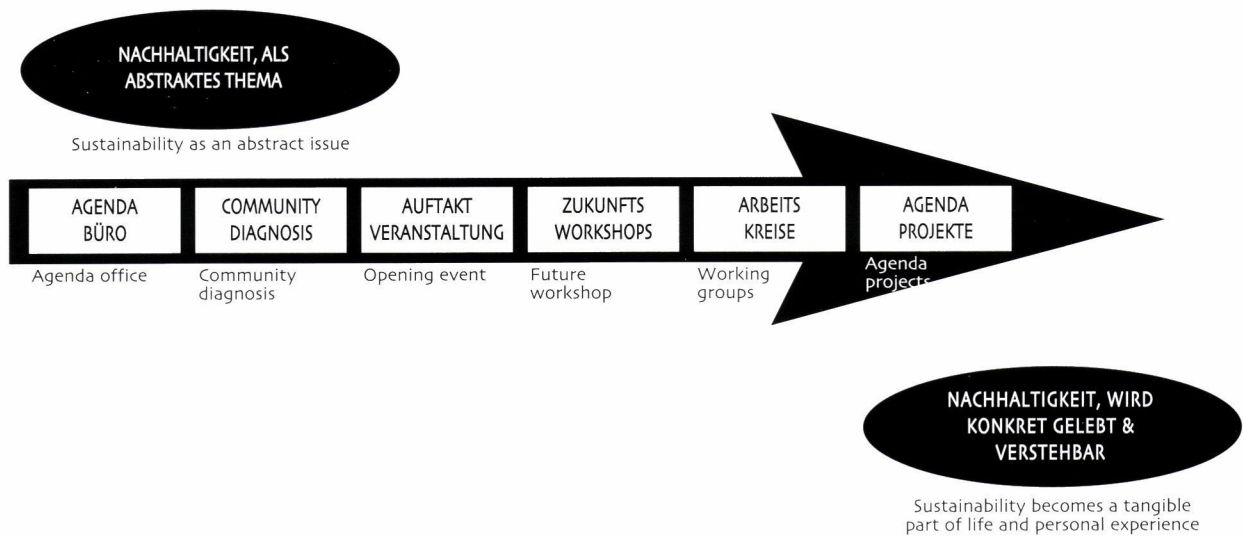 NACHHALTIGKEIT, ALS
ABSTRAKTES THEMA
Sustainability as an abstract issue
AGENDA
BÜRO
Agenda office
COMMUNITY
DIAGNOSIS
Community
diagnosis
AUFTAKT
VERANSTALTUNG
Opening event
ZUKUNFTS
WORKSHOPS
Future
workshop
ARBEITS
KREISE
Working
groups
AGENDA
PROJEKTE
Agenda
projects
NACHHALTIGKEIT, WIRD
KONKRET GELEBT &
VERSTEHBAR
Sustainability becomes a tangible
part of life and personal experience